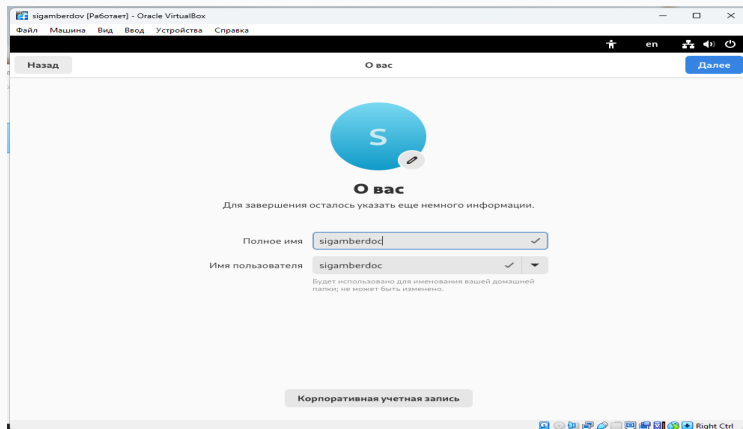 sigamberdov [Работает] - Oracle VirtualBox
Файл Машина Вид Ввод Устройства Справка
en
Назад О вас Далее
S
О вас
Для завершения осталось указать еще немного информации.
Полное имя sigamberdoc
Имя пользователя sigamberdoc
Будет использовано для именования вашей домашней
папки; не может быть изменено.
Корпоративная учетная запись
Right Ctrl